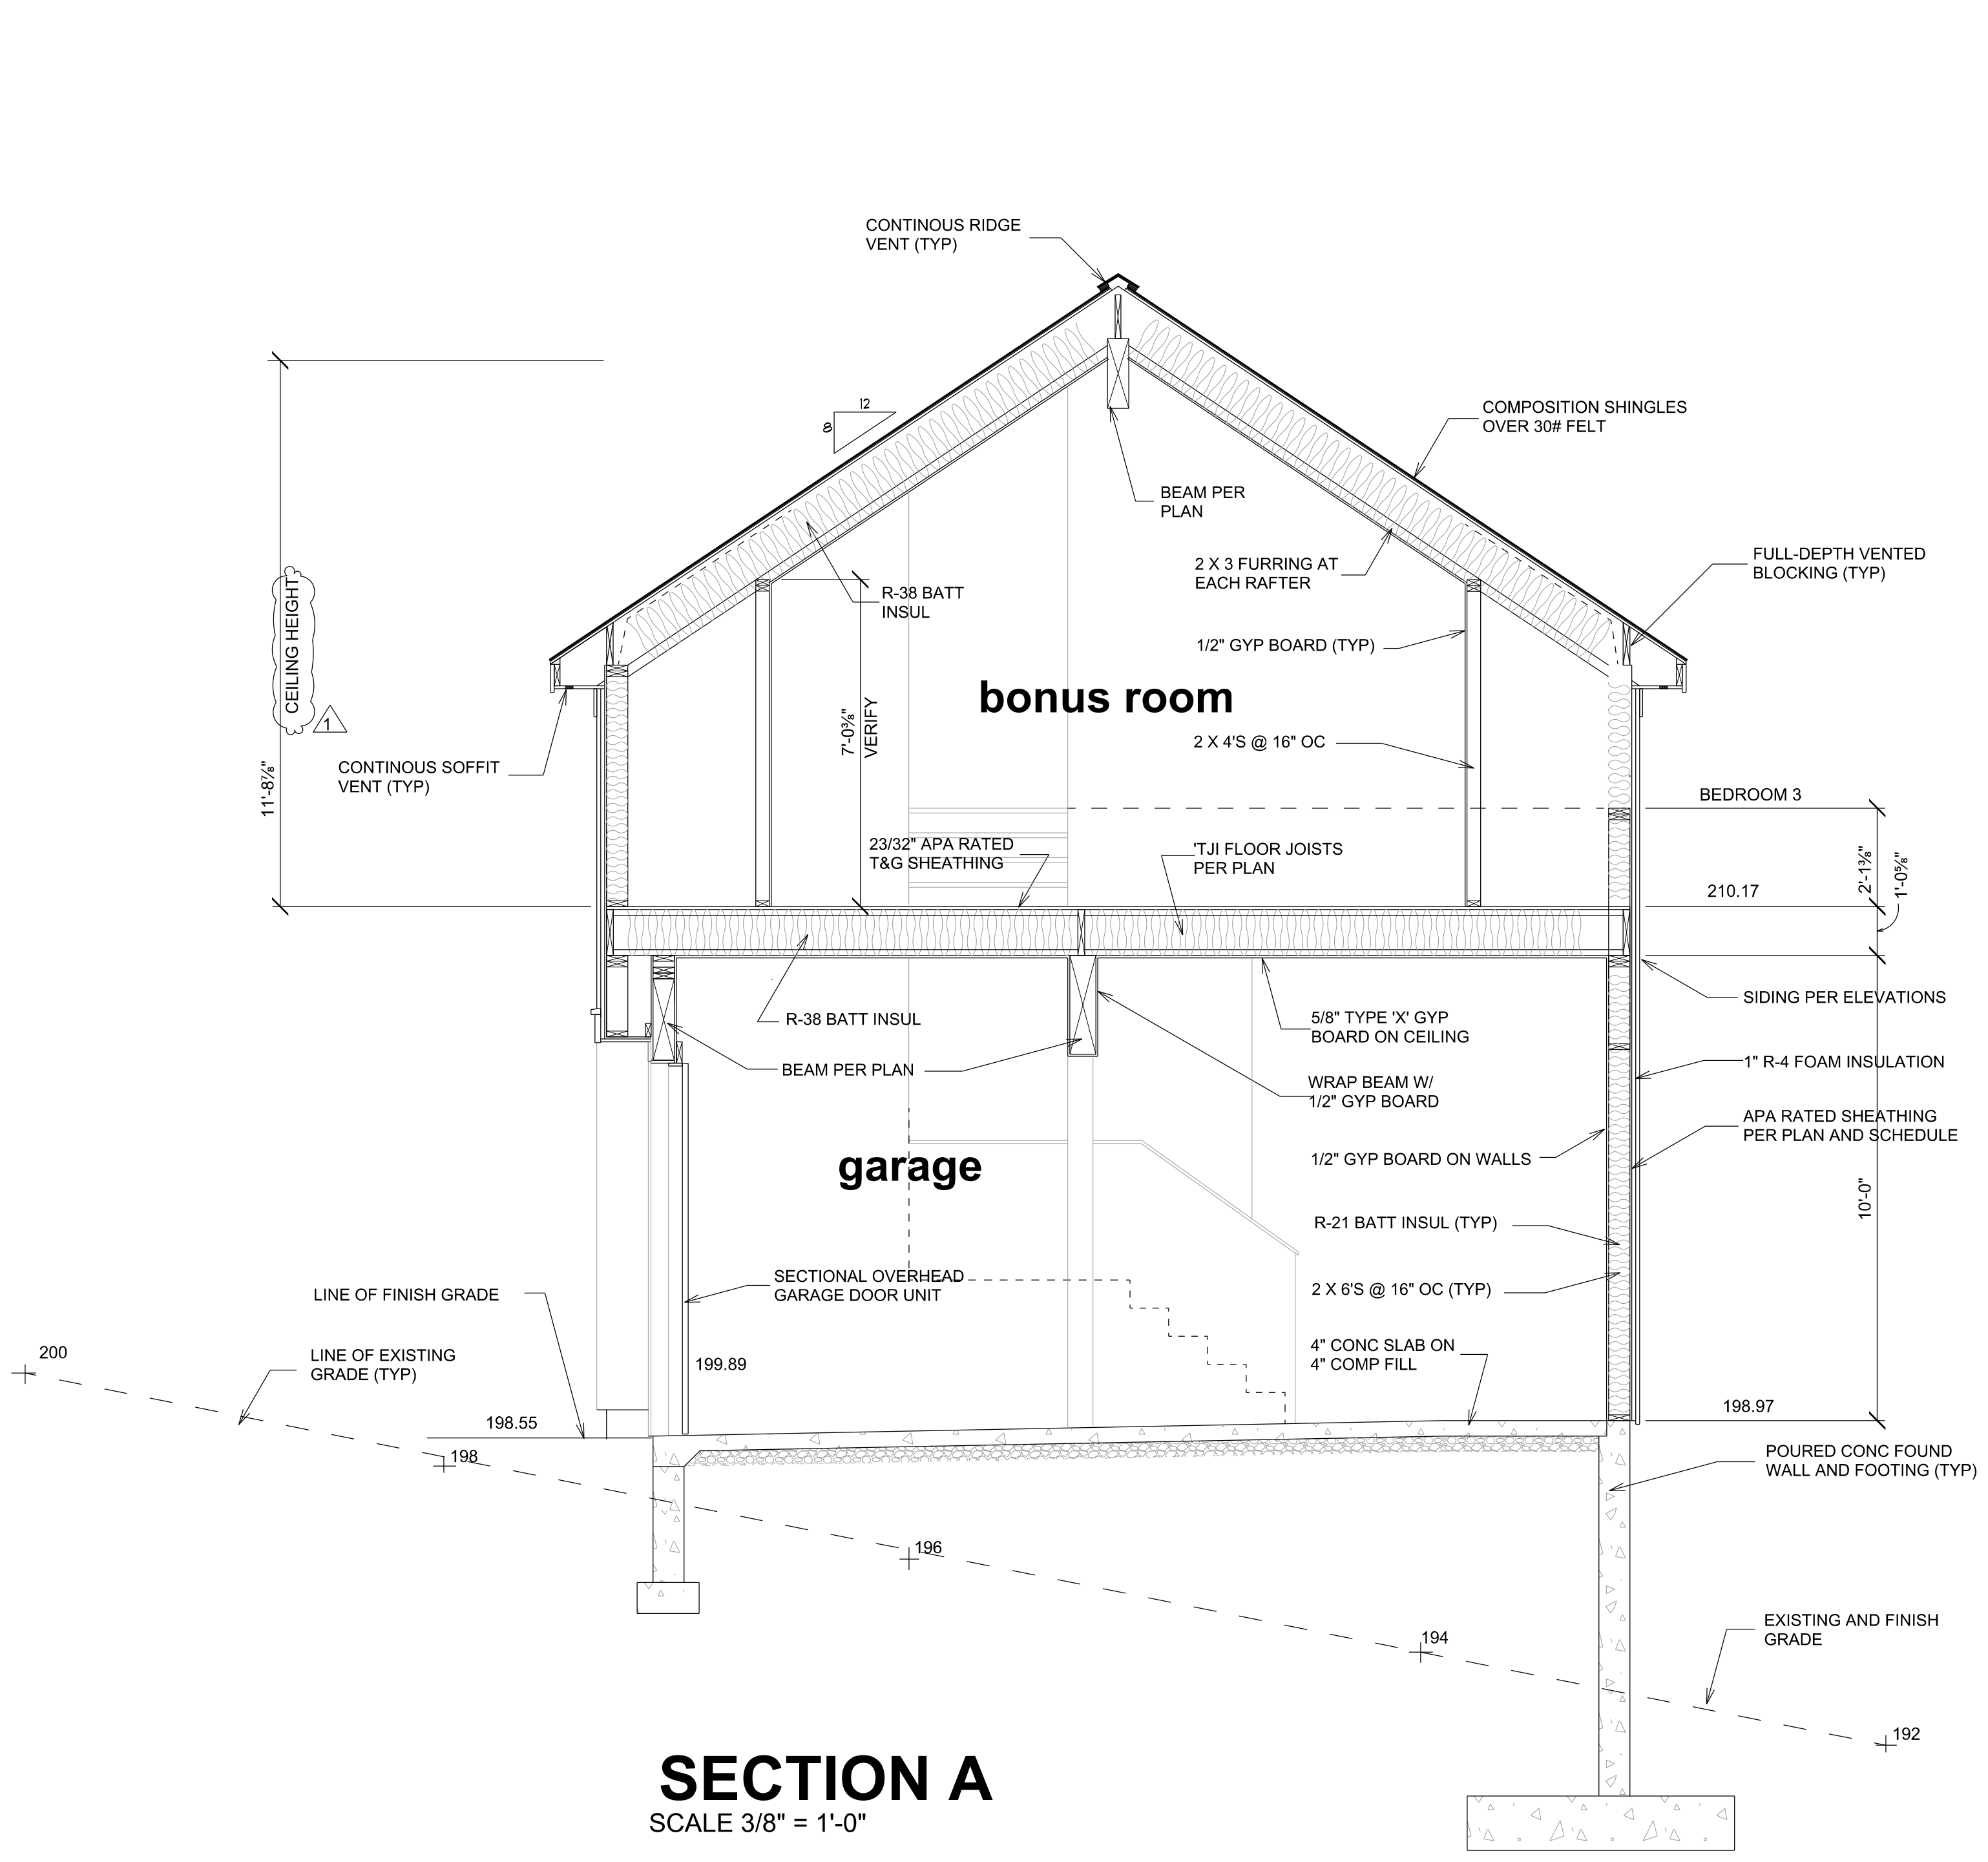 CONTINOUS RIDGE
VENT (TYP)
12
8
COMPOSITION SHINGLES
OVER 30# FELT
BEAM PER
PLAN
2 X 3 FURRING AT
EACH RAFTER
FULL-DEPTH VENTED
BLOCKING (TYP)
R-38 BATT
INSUL
CEILING HEIGHT
1
11'-8⅞"
1/2" GYP BOARD (TYP)
bonus room
7'-0⅜"
VERIFY
2 X 4'S @ 16" OC
CONTINOUS SOFFIT
VENT (TYP)
BEDROOM 3
23/32" APA RATED
T&G SHEATHING
'TJI FLOOR JOISTS
PER PLAN
2'-1⅜"
1'-0⅝"
210.17
SIDING PER ELEVATIONS
R-38 BATT INSUL
5/8" TYPE 'X' GYP
BOARD ON CEILING
BEAM PER PLAN
1" R-4 FOAM INSULATION
WRAP BEAM W/
1/2" GYP BOARD
APA RATED SHEATHING
PER PLAN AND SCHEDULE
garage
1/2" GYP BOARD ON WALLS
10'-0"
R-21 BATT INSUL (TYP)
SECTIONAL OVERHEAD
GARAGE DOOR UNIT
2 X 6'S @ 16" OC (TYP)
LINE OF FINISH GRADE
200
LINE OF EXISTING
GRADE (TYP)
199.89
4" CONC SLAB ON
4" COMP FILL
198.55
198.97
198
POURED CONC FOUND
WALL AND FOOTING (TYP)
196
194
EXISTING AND FINISH
GRADE
192
SECTION A
SCALE 3/8" = 1'-0"